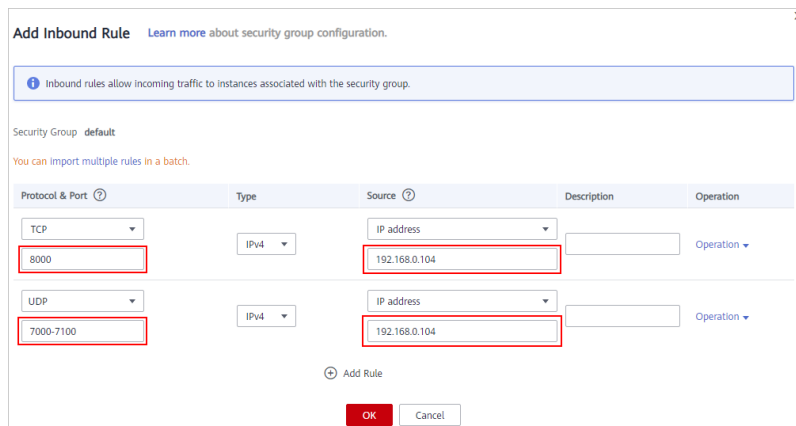 Add Inbound Rule Learn more about security group configuration.
Inbound rules allow incoming traffic to instances associated with the security group.
Security Group default
You can import multiple rules in a batch.
Protocol & Port Type Source Description Operation
TCP IP address
IPv4 Operation
8000 192.168.0.104
UDP IP address
IPv4 Operation
7000-7100 192.168.0.104
Add Rule
OK Cancel